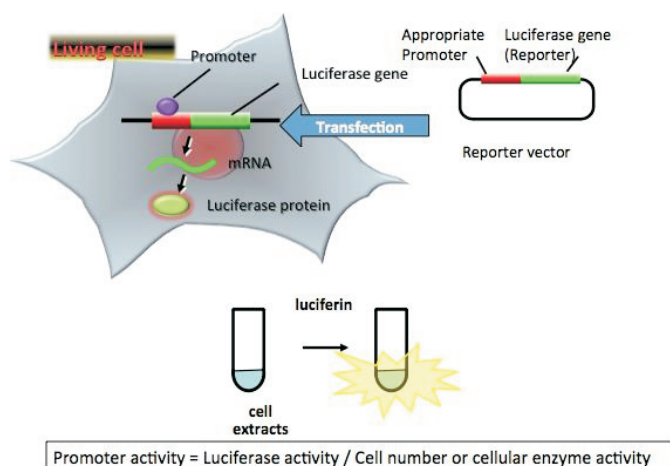 Living cell
Promoter
Luciferase gene
Appropriate
Promoter
Luciferase gene
(Reporter)
Transfection
mRNA
Reporter vector
Luciferase protein
luciferin
cell
extracts
Promoter activity = Luciferase activity / Cell number or cellular enzyme activity